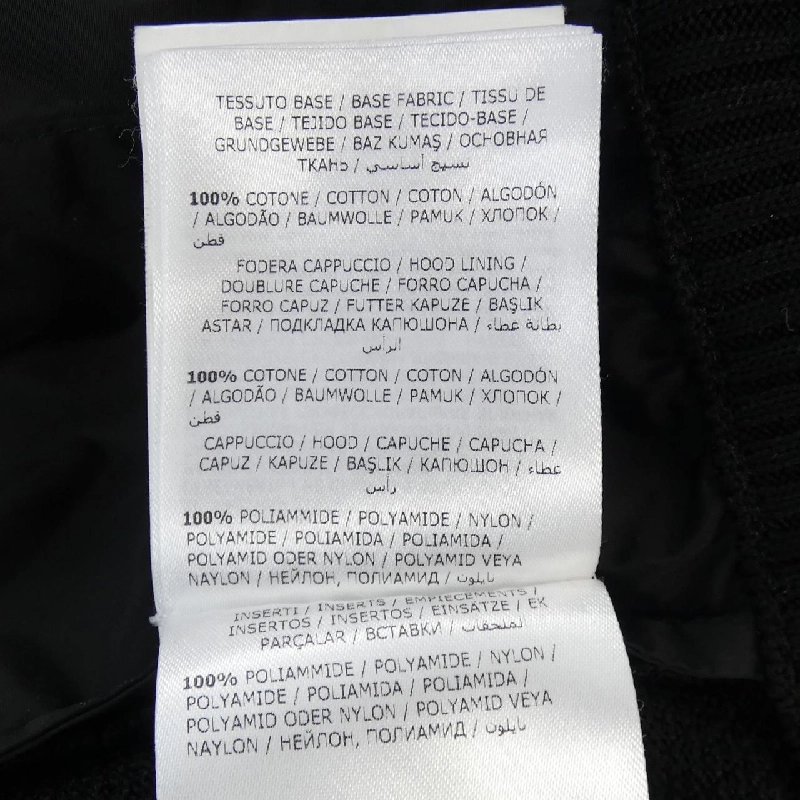 TESSUTO BASE / BASE FABRIC / TISSU DE
BASE / TEJIDO BASE / TECIDO-BASE /
GRUNDGEWEBE / BAZ KUMAŞ / ОСНОВНАЯ
ТКАНЬ / نسيج أساسي
100% COTONE / COTTON / COTON / ALGODÓN
/ ALGODÃO / BAUMWOLLE / PAMUK / ХЛОПОК /
قطن
FODERA CAPPUCCIO / HOOD LINING /
DOUBLURE CAPUCHE / FORRO CAPUCHA /
FORRO CAPUZ / FUTTER KAPUZE / BAŞLIK
ASTAR / ПОДКЛАДКА КАПЮШОНА / بطانة غطاء
الرأس
100% COTONE / COTTON / COTON / ALGODÓN
/ ALGODÃO / BAUMWOLLE / PAMUK / ХЛОПОК /
قطن
CAPPUCCIO / HOOD / CAPUCHE / CAPUCHA /
CAPUZ / KAPUZE / BAŞLIK / КАПЮШОН / غطاء
رأس
100% POLIAMMIDE / POLYAMIDE / NYLON /
POLYAMIDE / POLIAMIDA / POLIAMIDA /
POLYAMID ODER NYLON / POLYAMID VEYA
NAYLON / НЕЙЛОН, ПОЛИАМИД / نايلون
INSERTI / INSERTS / EMPIECEMENTS /
INSERTOS / INSERTOS / EINSÄTZE / EK
PARÇALAR / ВСТАВКИ / لملحقات
100% POLIAMMIDE / POLYAMIDE / NYLON /
POLYAMIDE / POLIAMIDA / POLIAMIDA /
POLYAMID ODER NYLON / POLYAMID VEYA
NAYLON / НЕЙЛОН, ПОЛИАМИД / نايلون